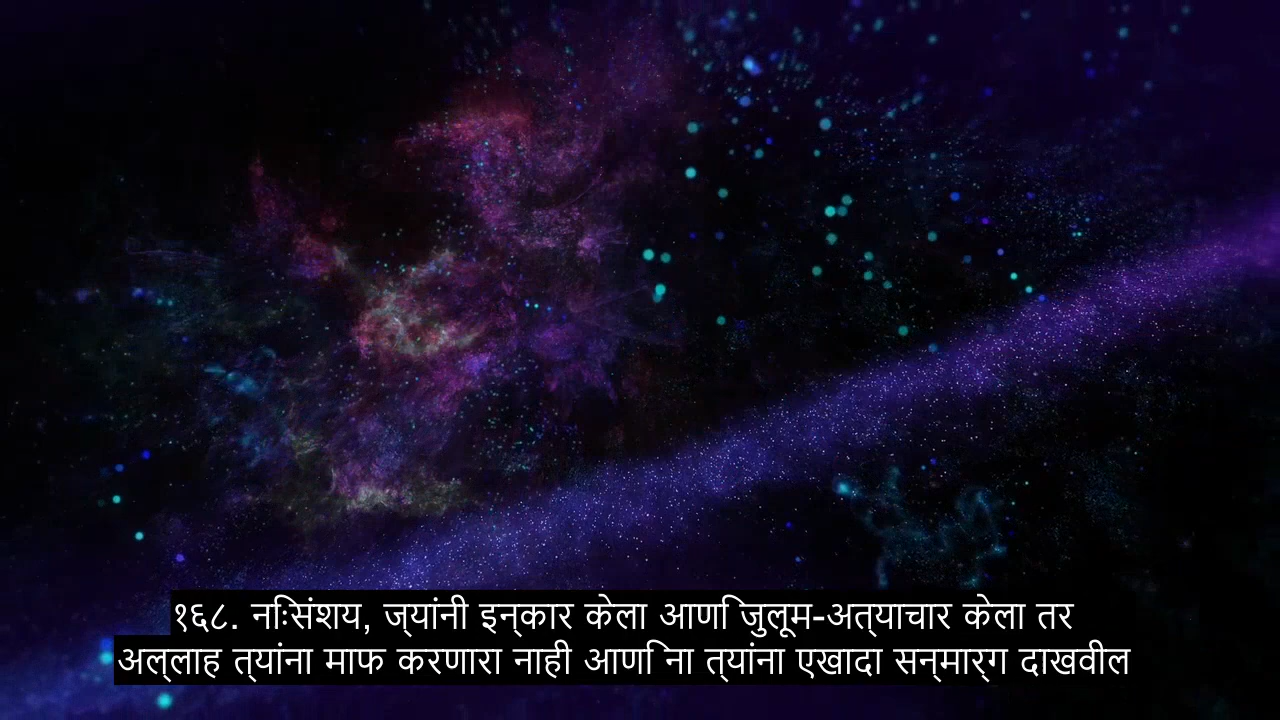 १६८. निःसंशय, ज्यांनी इन्कार केला आणि जुलूम-अत्याचार केला तर
अल्लाह त्यांना माफ करणारा नाही आणि ना त्यांना एखादा सन्मार्ग दाखवील